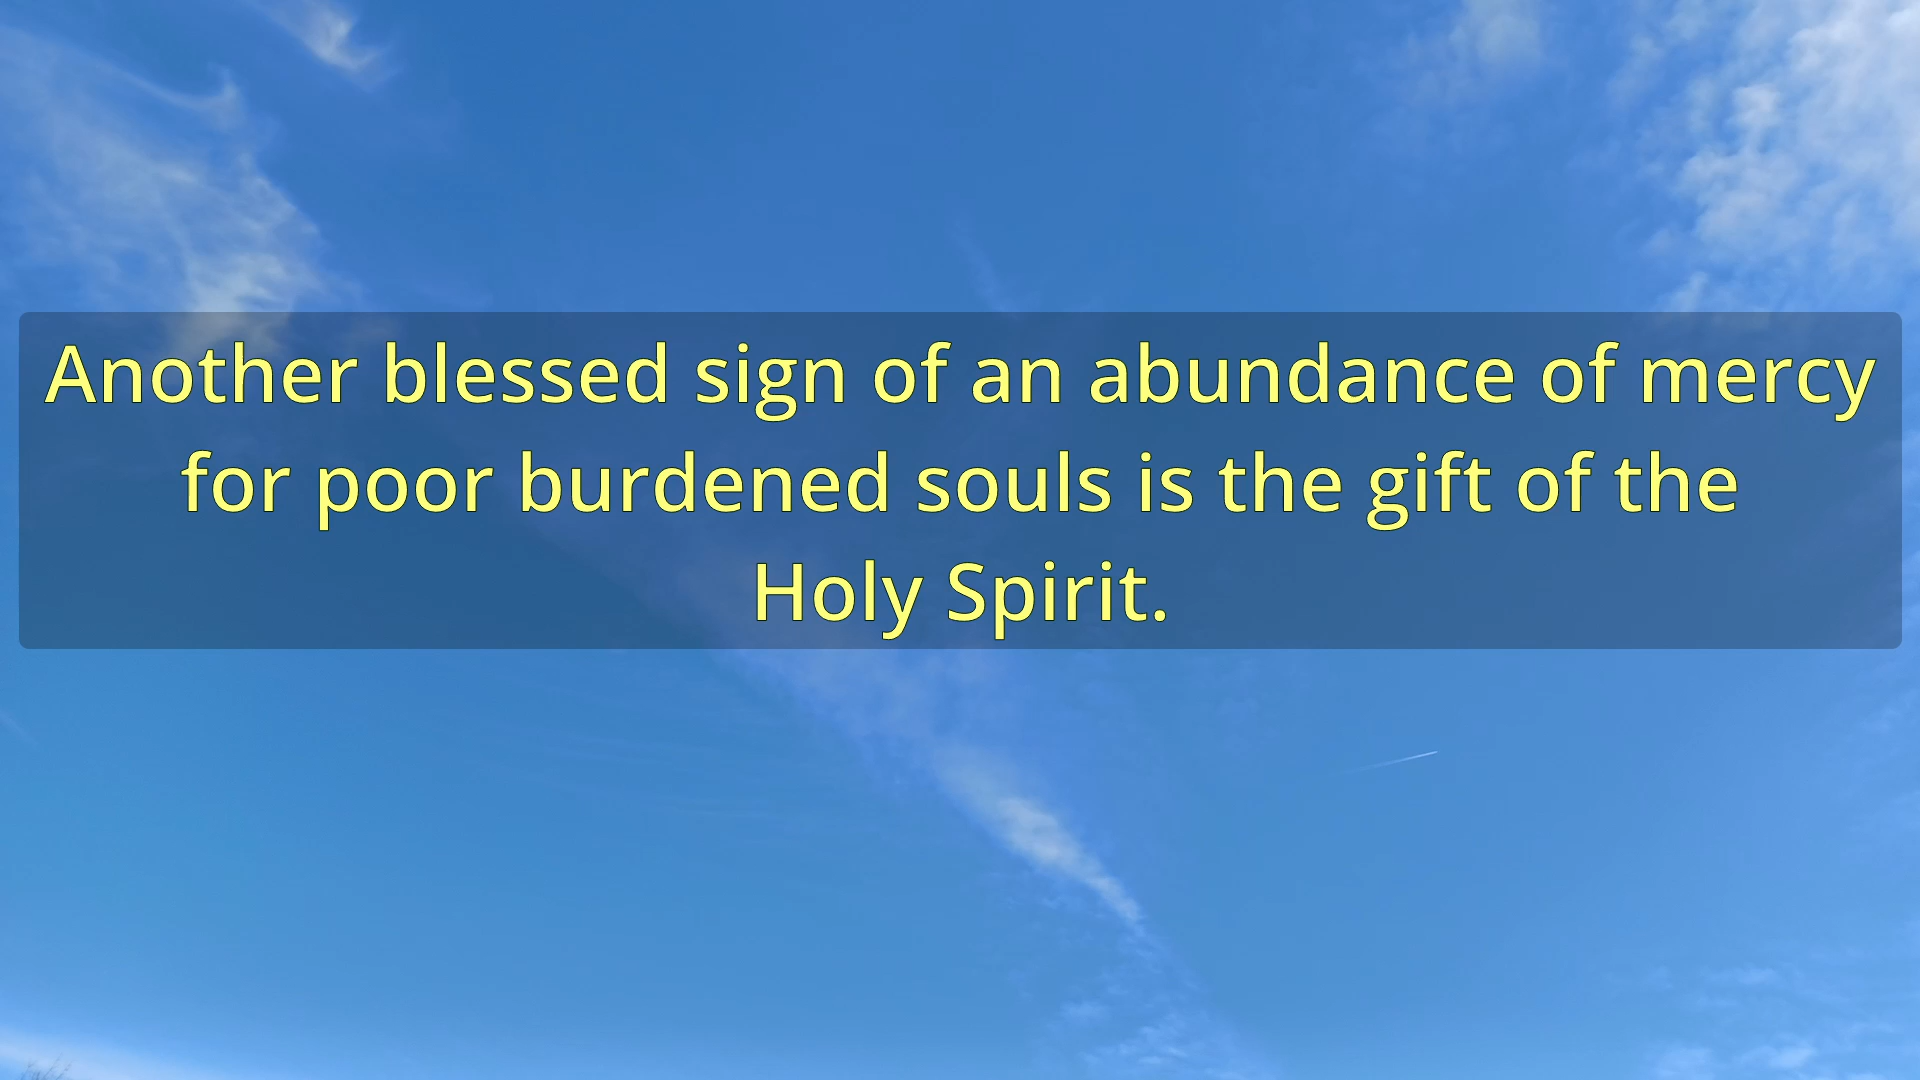 Another blessed sign of an abundance of mercy
for poor burdened souls is the gift of the
Holy Spirit.